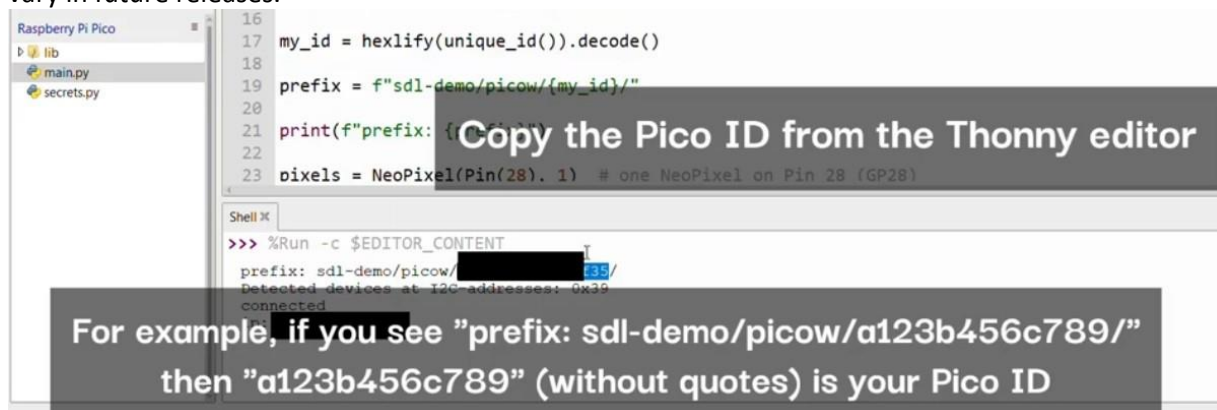 vary in future releases.
Raspberry Pi Pico
lib
main.py
secrets.py
16
17 my_id = hexlify(unique_id()).decode()
18
19 prefix = f"sdl-demo/picow/{my_id}/"
20
21 print(f"prefix: {prefix}")
22
23 pixels = NeoPixel(Pin(28), 1) # one NeoPixel on Pin 28 (GP28)
Copy the Pico ID from the Thonny editor
Shell
>>> %Run -c $EDITOR_CONTENT
prefix: sdl-demo/picow/ f35/
Detected devices at I2C-addresses: 0x39
connected
For example, if you see "prefix: sdl-demo/picow/a123b456c789/"
then "a123b456c789" (without quotes) is your Pico ID